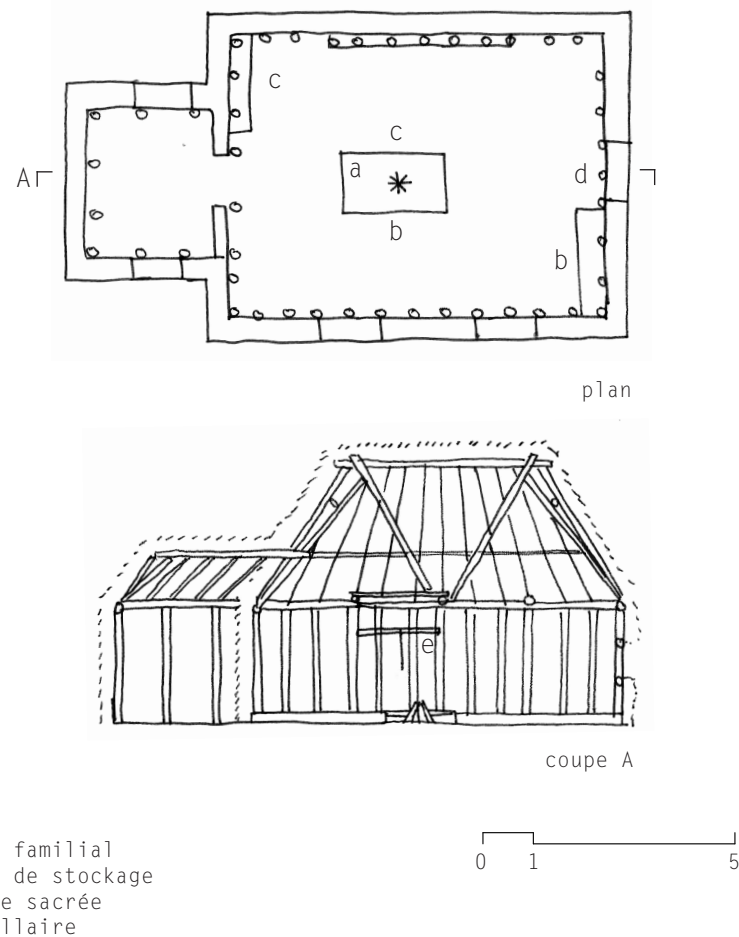 c
c
a
A
d
b
b
plan
e
coupe A
familial
0 1 5
de stockage
e sacrée
llaire